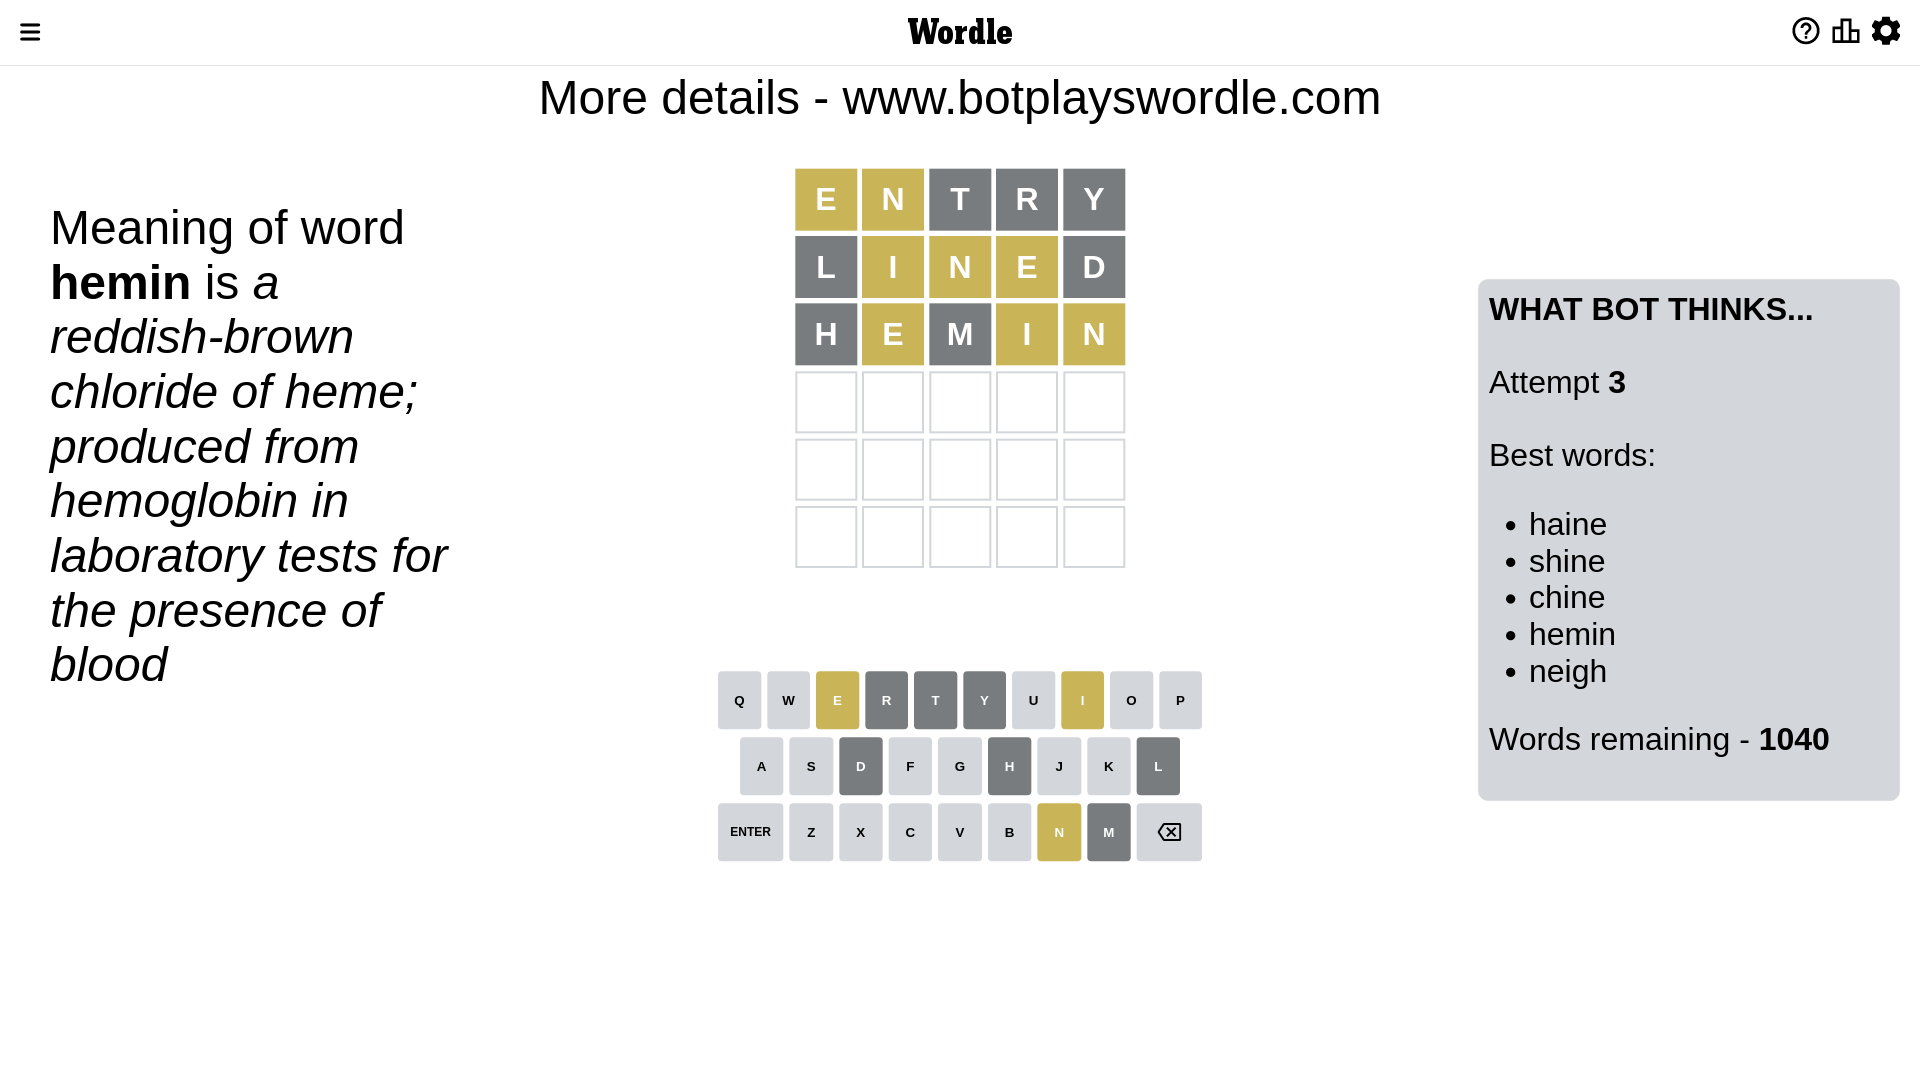 Wordle
More details - www.botplayswordle.com
Meaning of word
hemin is a
reddish-brown
chloride of heme;
produced from
hemoglobin in
laboratory tests for
the presence of
blood
E N T R Y
L I N E D
H E M I N
WHAT BOT THINKS...
Attempt 3
Best words:
• haine
• shine
• chine
• hemin
• neigh
Words remaining - 1040
Q W E R T Y U I O P
A S D F G H J K L
ENTER Z X C V B N M